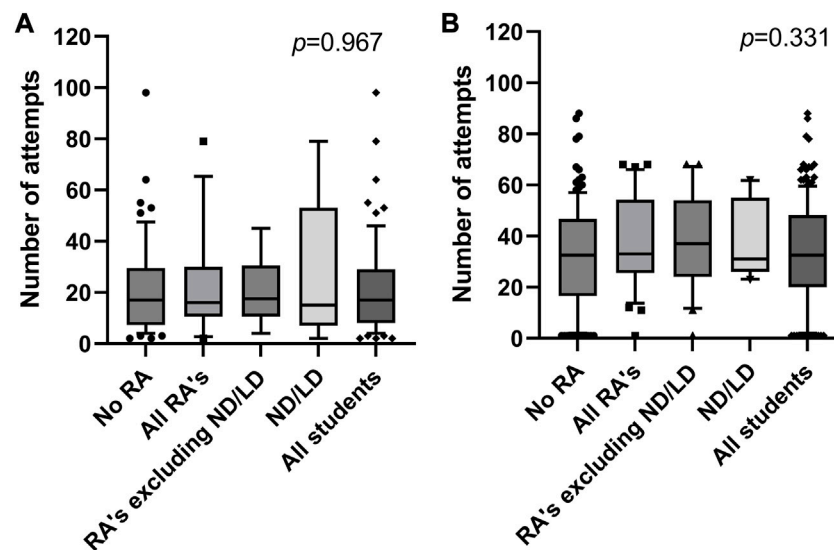 A
p=0.967
Number of attempts
120
100
80
60
40
20
0
No RA
All RA's
RA's excluding ND/LD
ND/LD
All students
B
p=0.331
Number of attempts
120
100
80
60
40
20
0
No RA
All RA's
RA's excluding ND/LD
ND/LD
All students